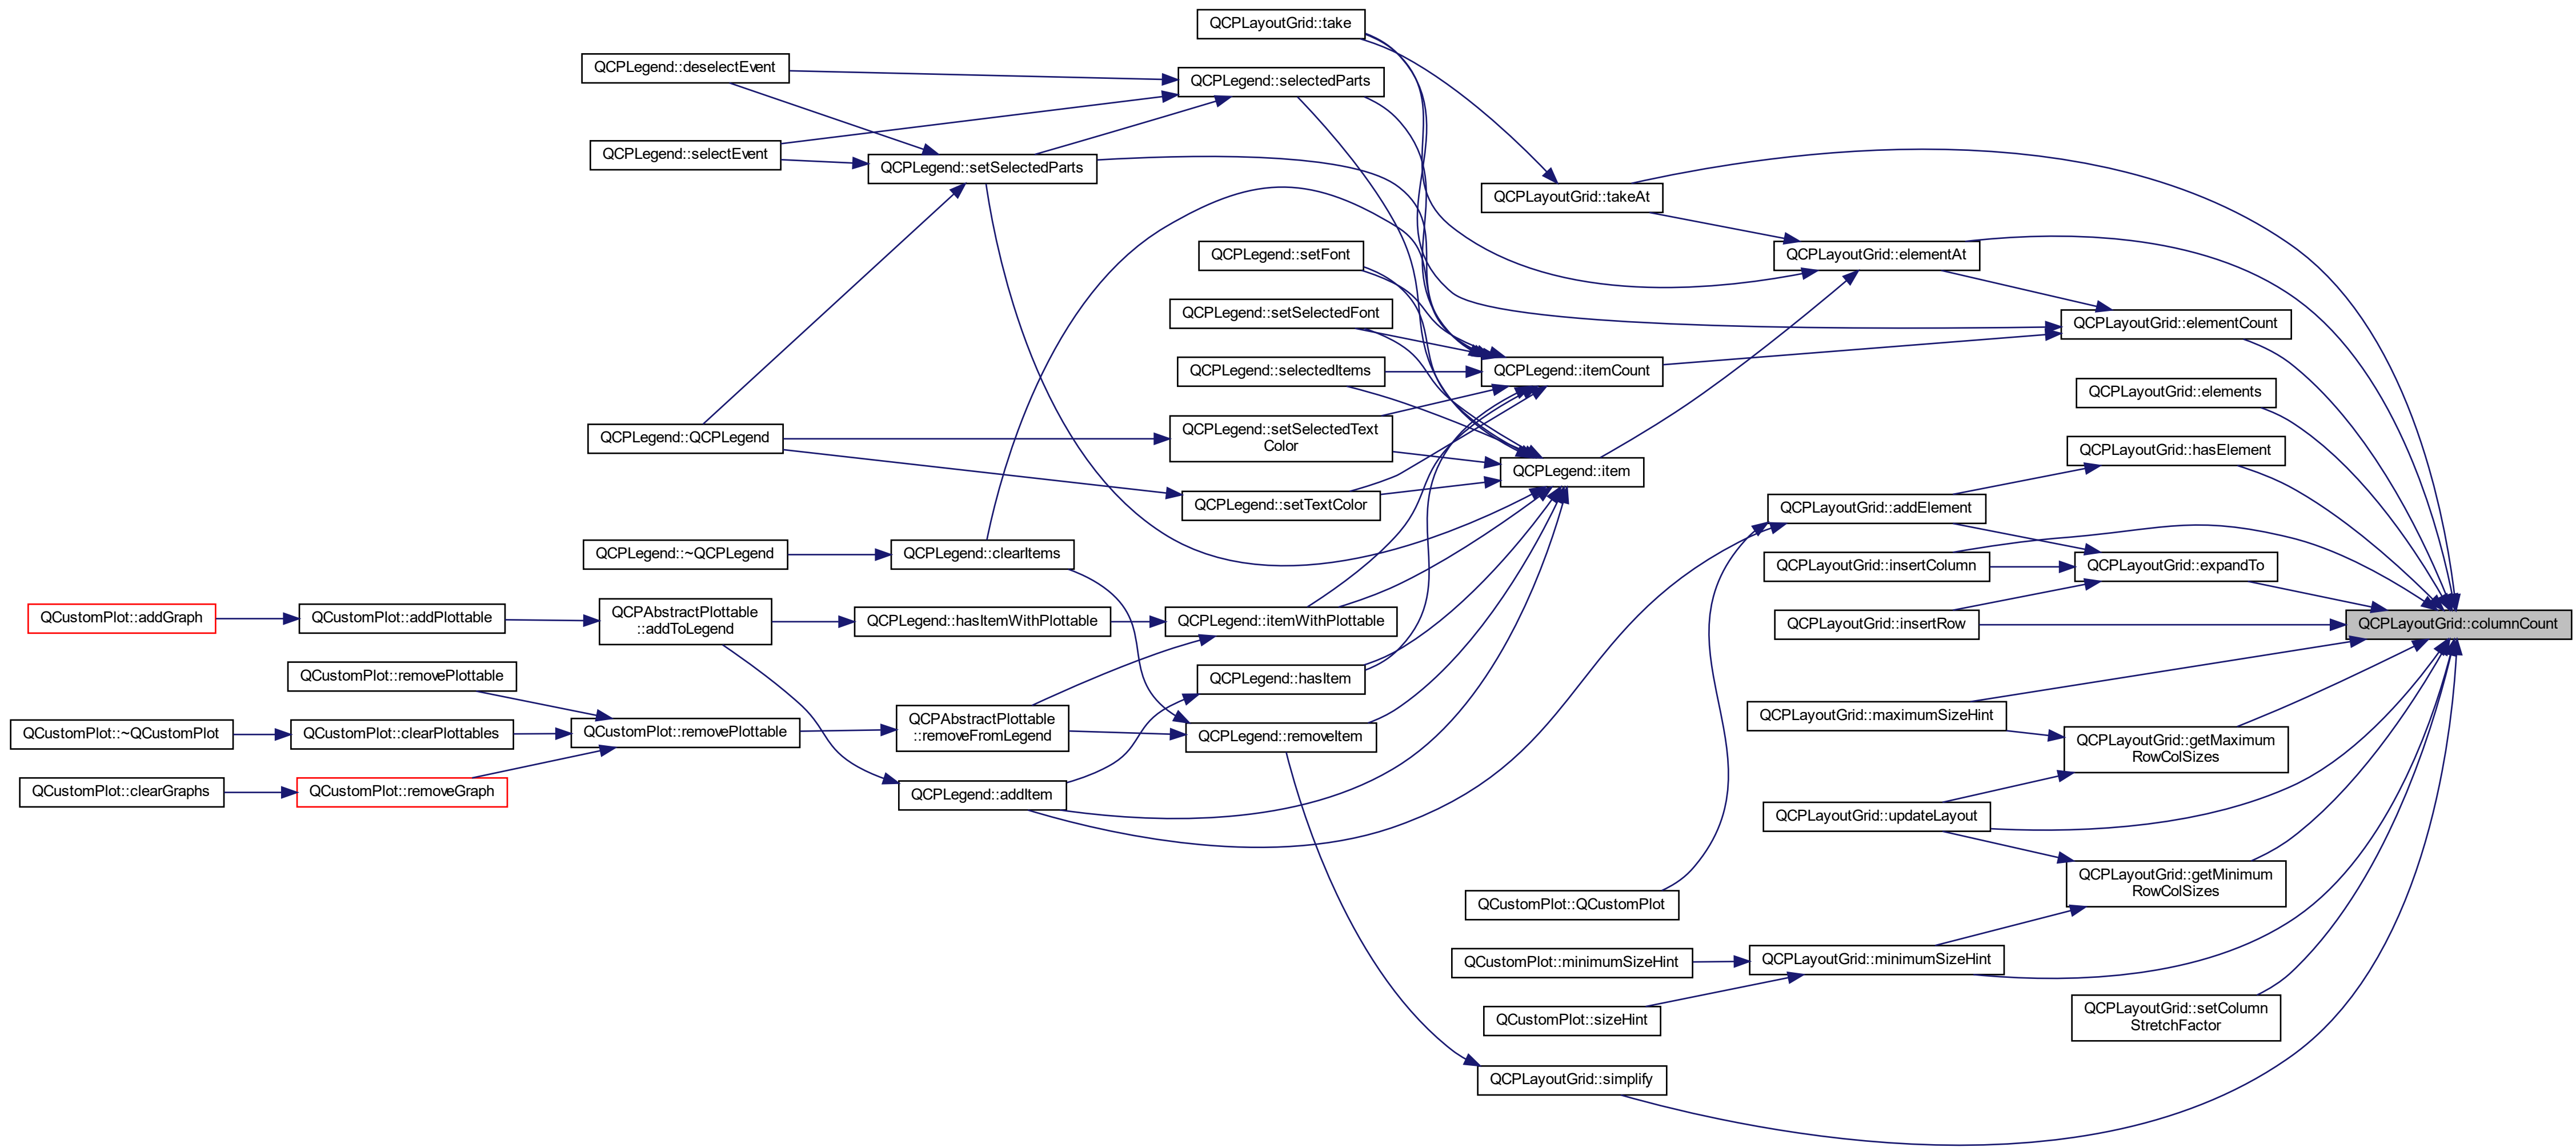 QCPLayoutGrid::take
QCPLegend::deselectEvent
QCPLegend::selectedParts
QCPLegend::selectEvent
QCPLegend::setSelectedParts
QCPLayoutGrid::takeAt
QCPLegend::setFont
QCPLayoutGrid::elementAt
QCPLegend::setSelectedFont
QCPLayoutGrid::elementCount
QCPLegend::selectedItems
QCPLegend::itemCount
QCPLayoutGrid::elements
QCPLegend::QCPLegend
QCPLegend::setSelectedText
Color
QCPLayoutGrid::hasElement
QCPLegend::item
QCPLegend::setTextColor
QCPLayoutGrid::addElement
QCPLegend::~QCPLegend
QCPLegend::clearItems
QCPLayoutGrid::insertColumn
QCPLayoutGrid::expandTo
QCustomPlot::addGraph
QCustomPlot::addPlottable
QCPAbstractPlottable
::addToLegend
QCPLegend::hasItemWithPlottable
QCPLegend::itemWithPlottable
QCPLayoutGrid::insertRow
QCPLayoutGrid::columnCount
QCustomPlot::removePlottable
QCPLegend::hasItem
QCPLayoutGrid::maximumSizeHint
QCustomPlot::~QCustomPlot
QCustomPlot::clearPlottables
QCustomPlot::removePlottable
QCPAbstractPlottable
::removeFromLegend
QCPLegend::removeItem
QCPLayoutGrid::getMaximum
RowColSizes
QCustomPlot::clearGraphs
QCustomPlot::removeGraph
QCPLegend::addItem
QCPLayoutGrid::updateLayout
QCPLayoutGrid::getMinimum
RowColSizes
QCustomPlot::QCustomPlot
QCustomPlot::minimumSizeHint
QCPLayoutGrid::minimumSizeHint
QCustomPlot::sizeHint
QCPLayoutGrid::setColumn
StretchFactor
QCPLayoutGrid::simplify